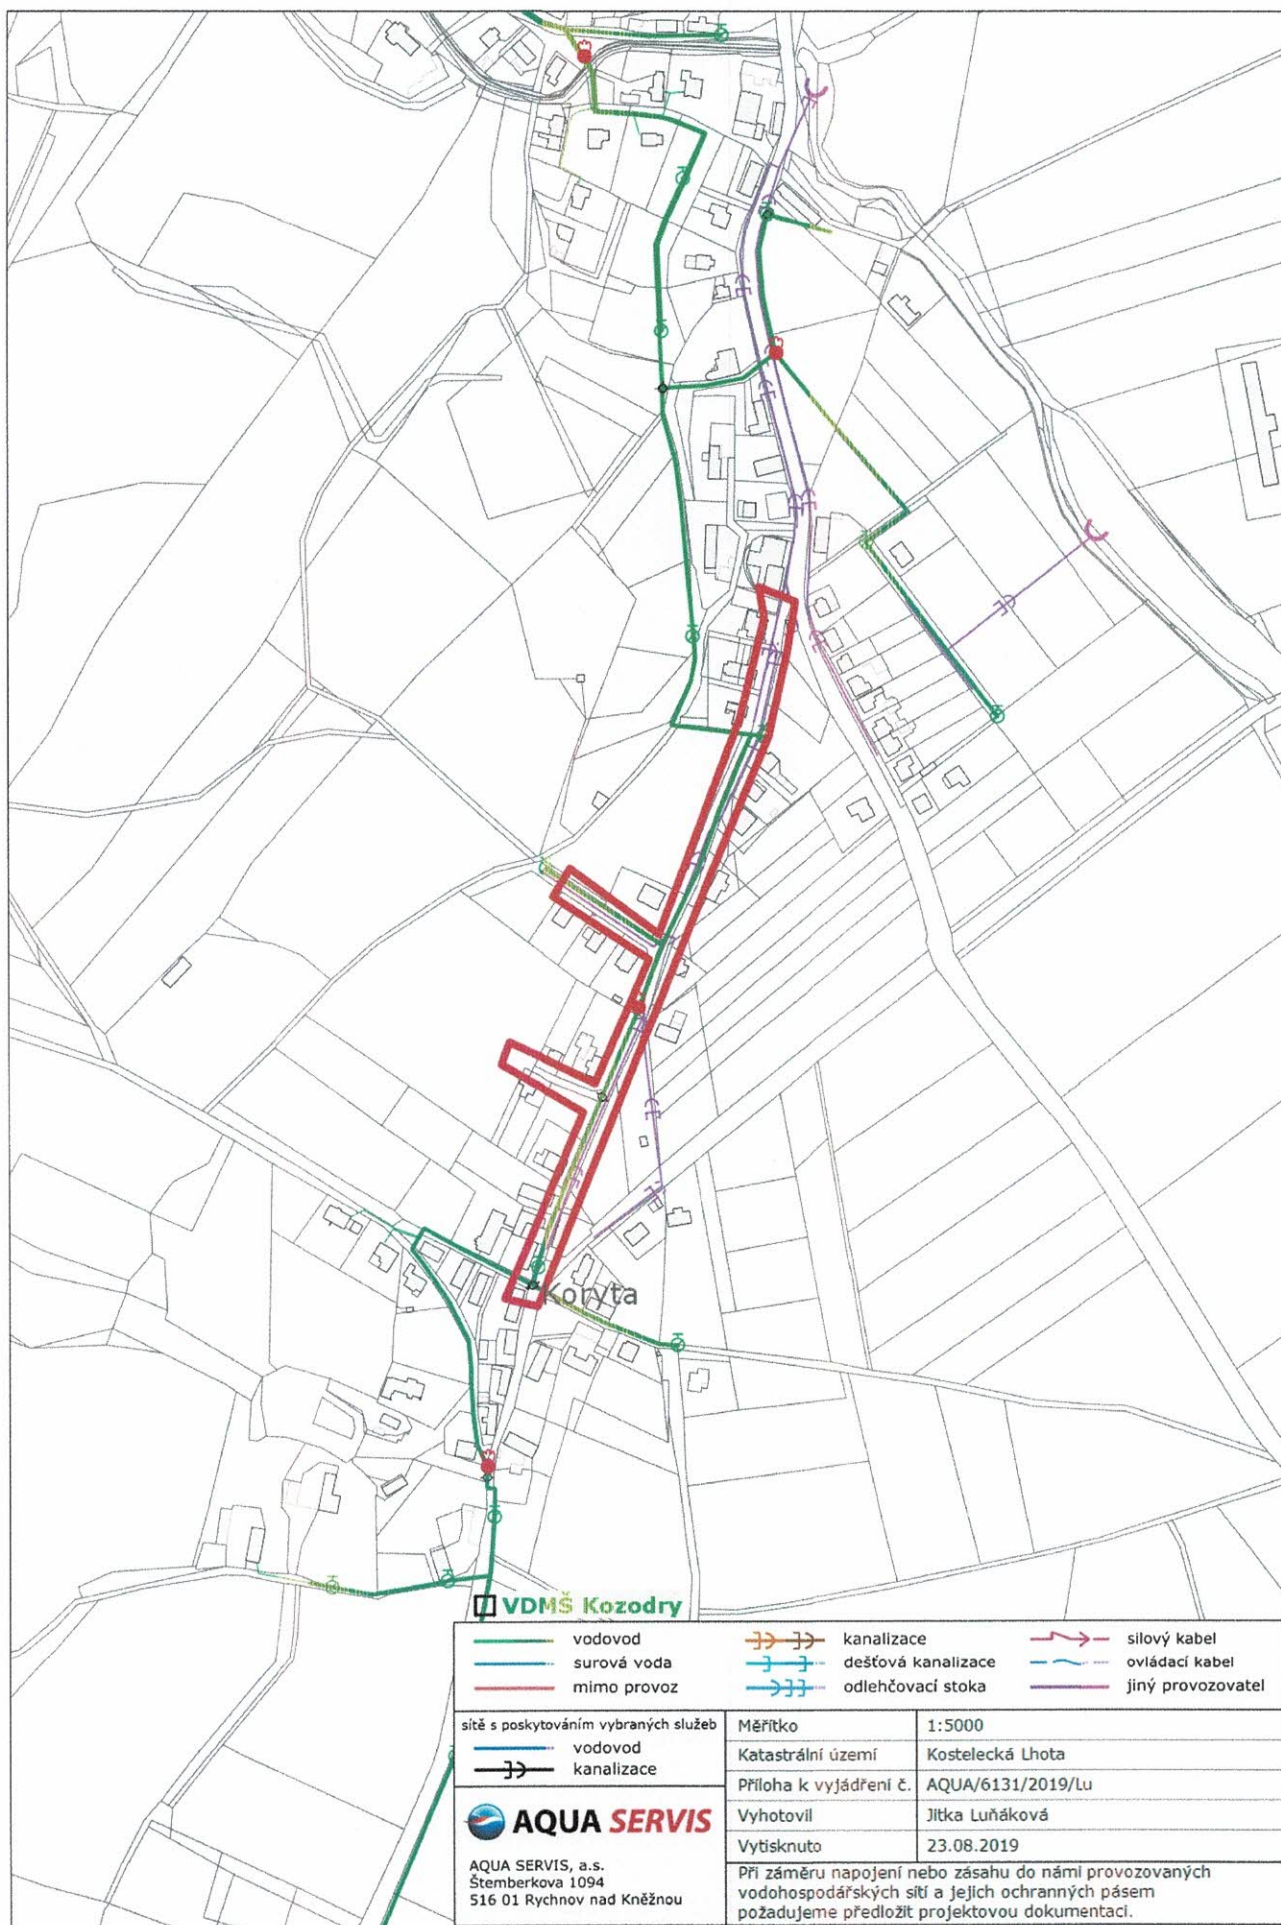 Koryta
VDMŠ Kozodry
vodovod
surová voda
mimo provoz
kanalizace
dešťová kanalizace
odlehčovací stoka
silový kabel
ovládací kabel
jiný provozovatel
sítě s poskytováním vybraných služeb
vodovod
kanalizace
AQUA SERVIS
AQUA SERVIS, a.s.
Štemberkova 1094
516 01 Rychnov nad Kněžnou
Měřítko 1:5000
Katastrální území Kostelecká Lhota
Příloha k vyjádření č. AQUA/6131/2019/Lu
Vyhotovil Jitka Luňáková
Vytisknuto 23.08.2019
Při záměru napojení nebo zásahu do námi provozovaných
vodohospodářských sítí a jejich ochranných pásem
požadujeme předložit projektovou dokumentaci.